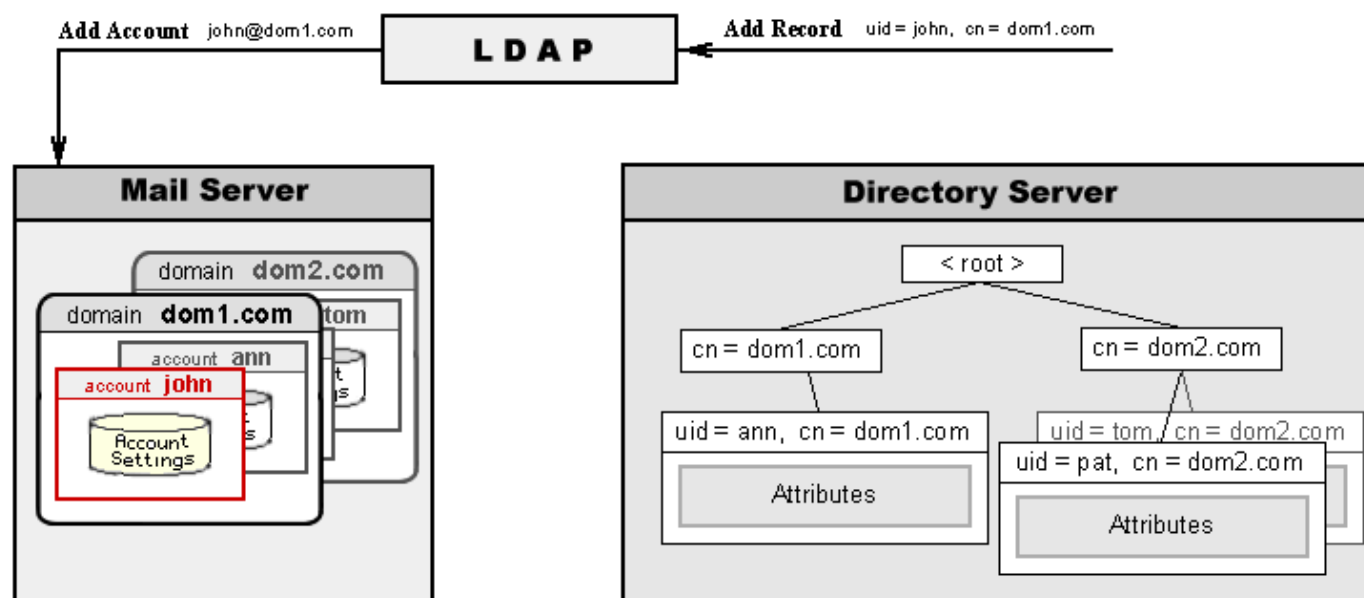 Add Account john@dom1.com
L D A P
Add Record uid = john, cn = dom1.com
Mail Server
domain dom2.com
tom
domain dom1.com
account ann
account john
Account
Settings
Directory Server
< root >
cn = dom1.com
cn = dom2.com
uid = ann, cn = dom1.com
Attributes
uid = tom, cn = dom2.com
uid = pat, cn = dom2.com
Attributes